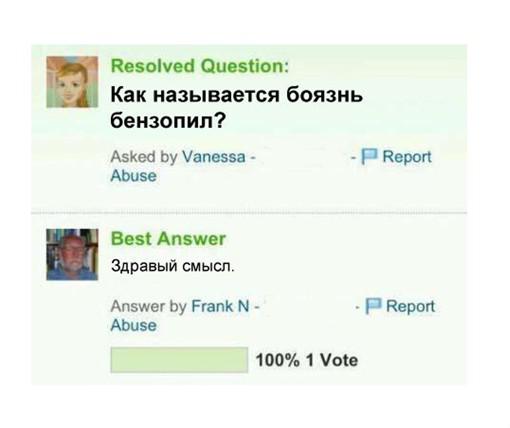 Resolved Question:
Как называется боязнь
бензопил?
Asked by Vanessa - - Report
Abuse
Best Answer
Здравый смысл.
Answer by Frank N - - Report
Abuse
100% 1 Vote